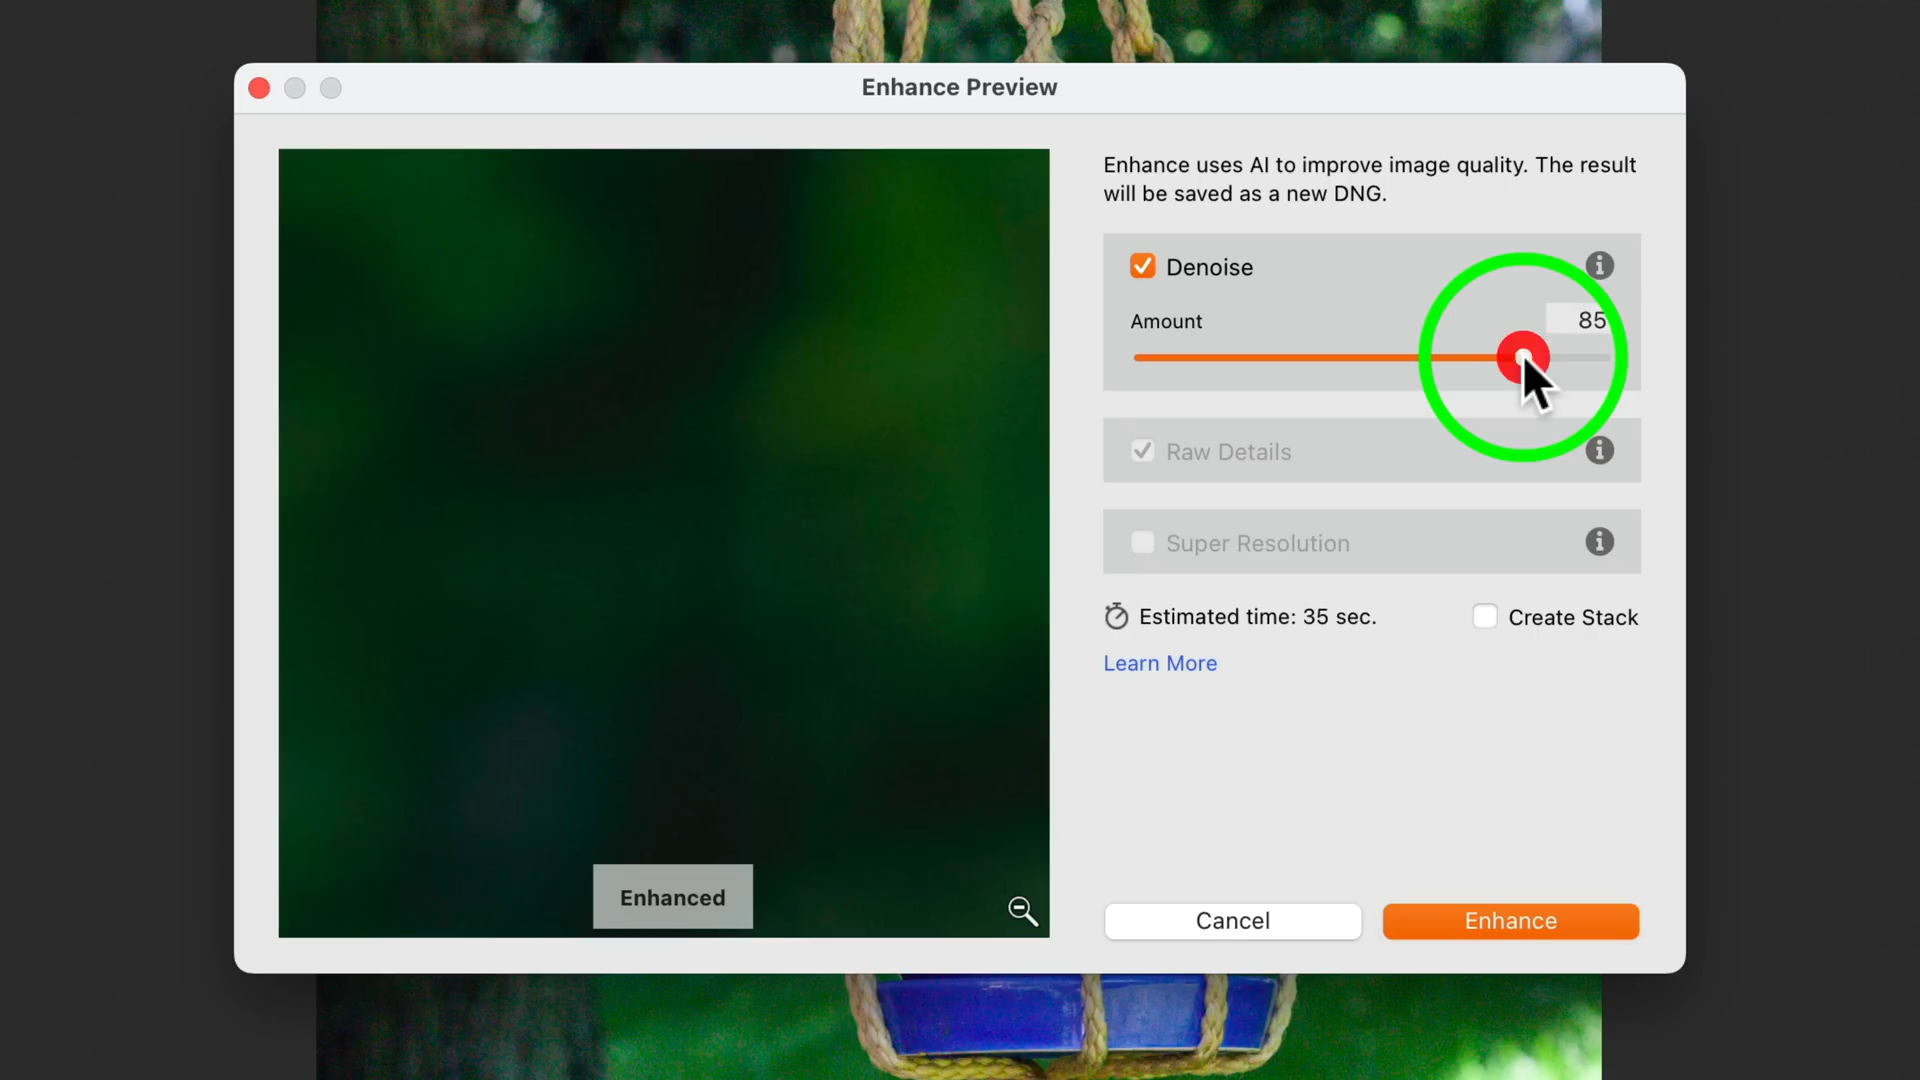 Enhance Preview
Enhance uses AI to improve image quality. The result
will be saved as a new DNG.
Denoise
Amount
85
Raw Details
Super Resolution
Estimated time: 35 sec.
Create Stack
Learn More
Enhanced
Cancel
Enhance